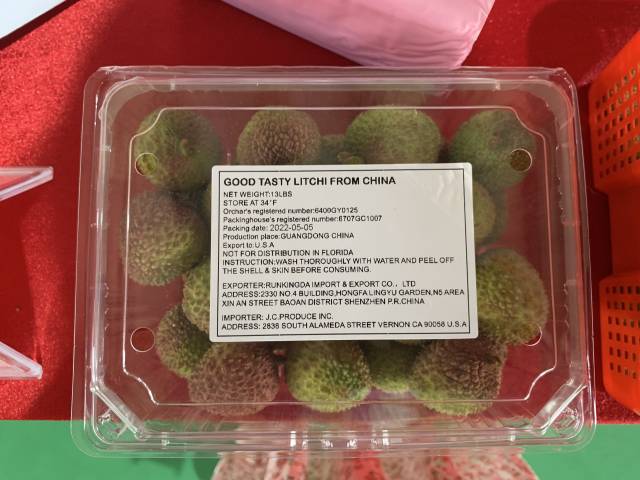 GOOD TASTY LITCHI FROM CHINA
NET WEIGHT:13LBS
STORE AT 34°F
Orchar's registered number:6400GY0125
Packinghouse's registered number:6707GC1007
Packing date: 2022-05-05
Production place:GUANGDONG CHINA
Export to:U.S.A
NOT FOR DISTRIBUTION IN FLORIDA
INSTRUCTION:WASH THOROUGHLY WITH WATER AND PEEL OFF
THE SHELL & SKIN BEFORE CONSUMING.
EXPORTER:RUNKINGDA IMPORT & EXPORT CO., LTD
ADDRESS:2330 NO.4 BUILDING,HONGFA LINGYU GARDEN,N5 AREA
XIN AN STREET BAOAN DISTRICT SHENZHEN P.R.CHINA
IMPORTER: J.C.PRODUCE INC.
ADDRESS: 2838 SOUTH ALAMEDA STREET VERNON CA 90058 U.S.A